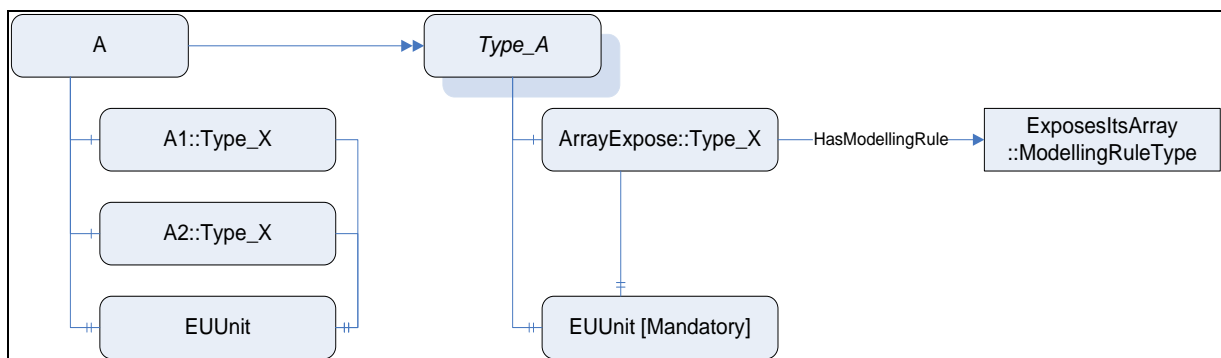 A
Type_A
A1::Type_X
ArrayExpose::Type_X
HasModellingRule
ExposesItsArray
::ModellingRuleType
A2::Type_X
EUUnit
EUUnit [Mandatory]